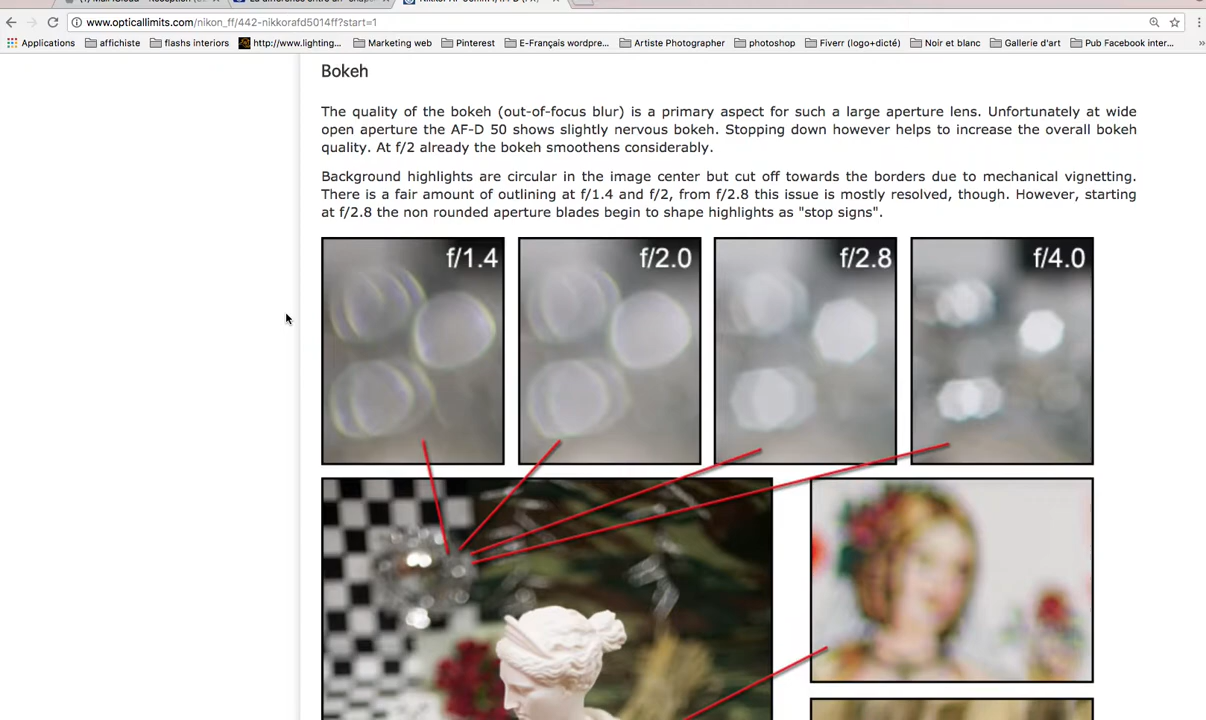 www.opticallimits.com/nikon_ff/442-nikkorafd5014ff?start=1
Applications affichiste flashs interiors http://www.lighting... Marketing web Pinterest E-Français wordpre... Artiste Photographer photoshop Fiverr (logo+dicté) Noir et blanc Gallerie d'art Pub Facebook inter... »
Bokeh
The quality of the bokeh (out-of-focus blur) is a primary aspect for such a large aperture lens. Unfortunately at wide
open aperture the AF-D 50 shows slightly nervous bokeh. Stopping down however helps to increase the overall bokeh
quality. At f/2 already the bokeh smoothens considerably.
Background highlights are circular in the image center but cut off towards the borders due to mechanical vignetting.
There is a fair amount of outlining at f/1.4 and f/2, from f/2.8 this issue is mostly resolved, though. However, starting
at f/2.8 the non rounded aperture blades begin to shape highlights as "stop signs".
f/1.4 f/2.0 f/2.8 f/4.0